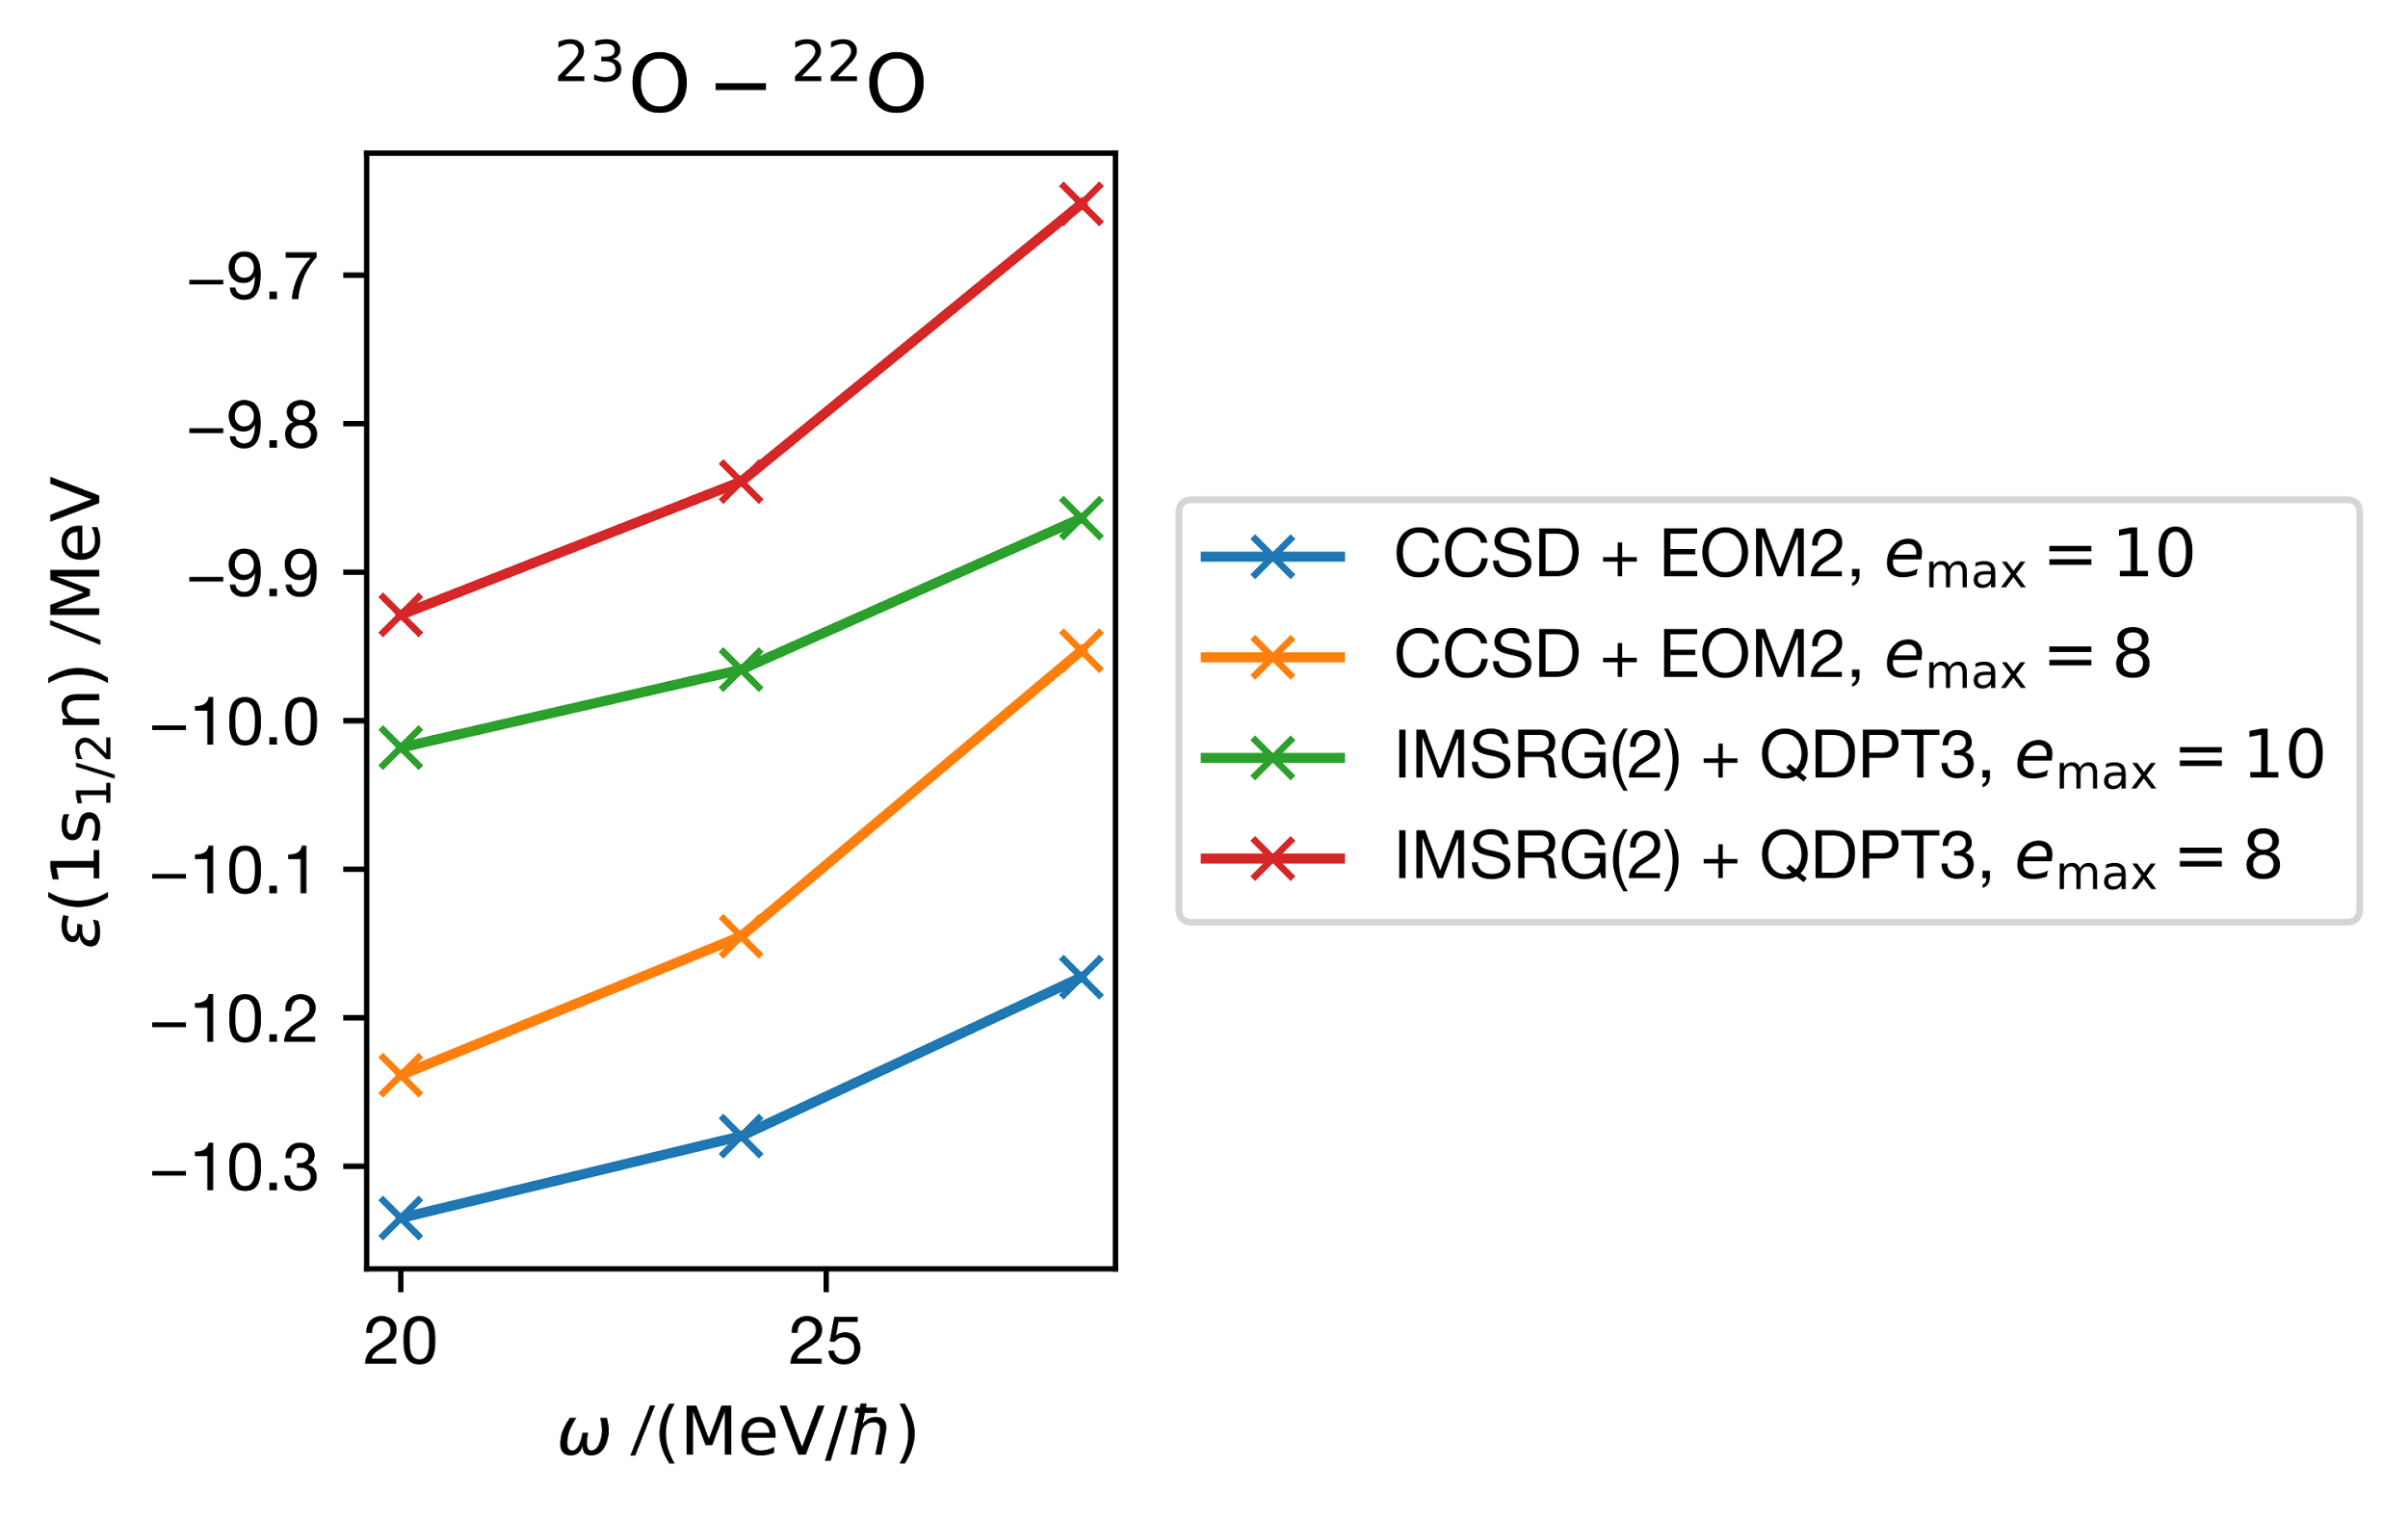 ²³O − ²²O
ε(1s₁/₂n) /MeV
−9.7
−9.8
−9.9
−10.0
−10.1
−10.2
−10.3
20
25
ω /(MeV/ħ)
CCSD + EOM2, eₘₐₓ = 10
CCSD + EOM2, eₘₐₓ = 8
IMSRG(2) + QDPT3, eₘₐₓ = 10
IMSRG(2) + QDPT3, eₘₐₓ = 8